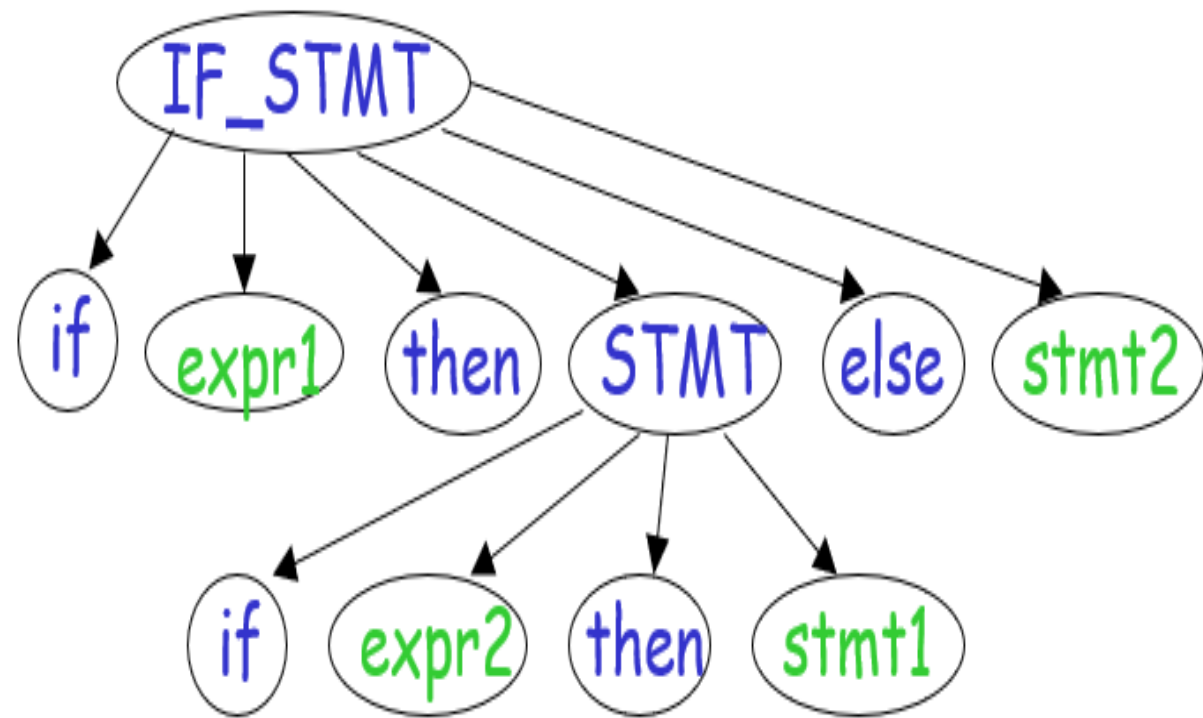 IF_STMT
if expr1 then STMT else stmt2
if expr2 then stmt1